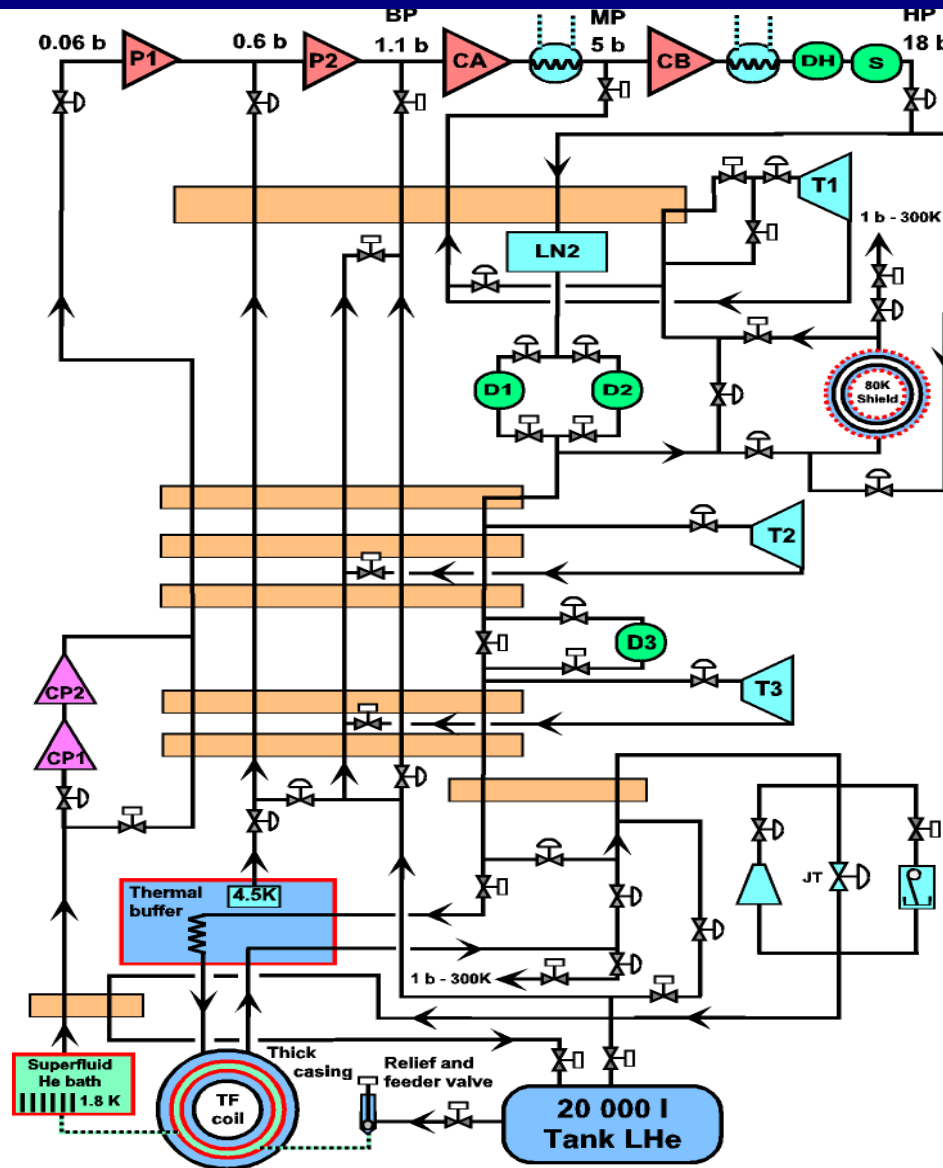 BP
MP
HP
0.06 b
P1
0.6 b
P2
1.1 b
CA
5 b
CB
DH
S
18 b
T1
1 b - 300K
LN2
D1
D2
80K
Shield
T2
D3
CP2
T3
CP1
Thermal
buffer
4.5K
JT
1 b - 300K
Superfluid
He bath
1.8 K
TF
coil
Thick
casing
Relief and
feeder valve
20 000 l
Tank LHe